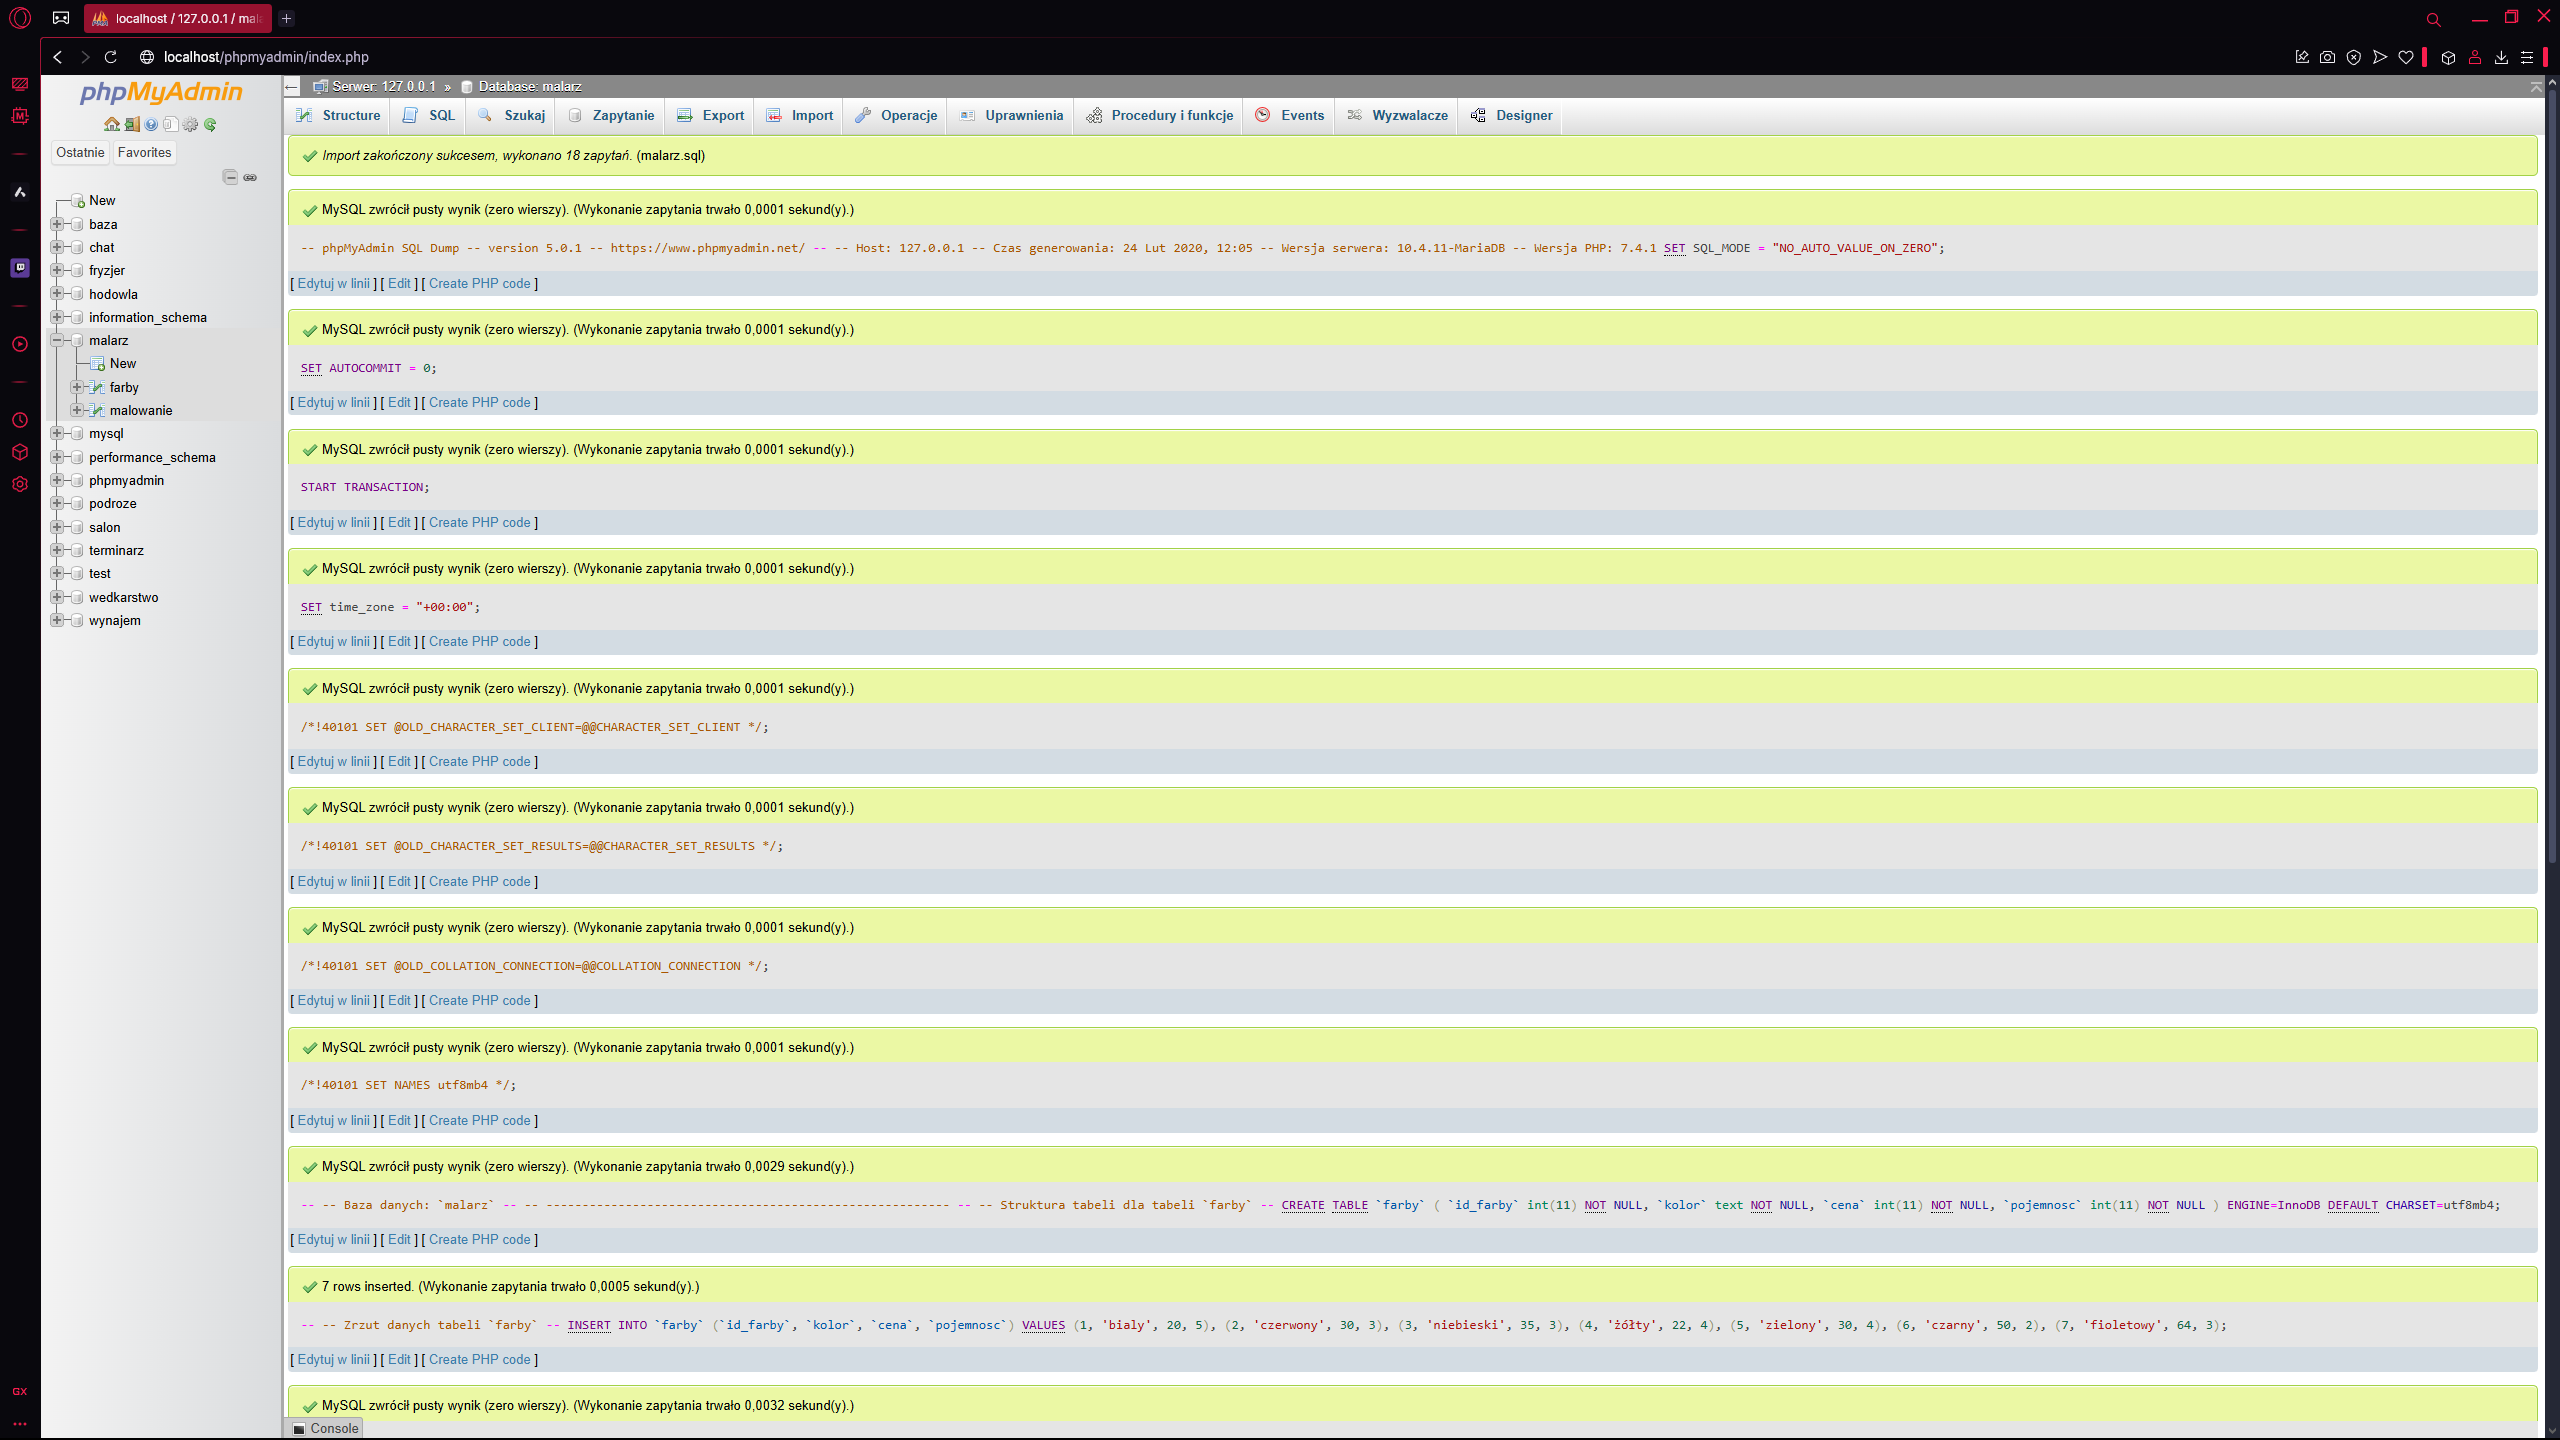 localhost / 127.0.0.1 / mala
localhost/phpmyadmin/index.php
phpMyAdmin
Ostatnie Favorites
New
baza
chat
fryzjer
hodowla
information_schema
malarz
New
farby
malowanie
mysql
performance_schema
phpmyadmin
podroze
salon
terminarz
test
wedkarstwo
wynajem
Serwer: 127.0.0.1 » Database: malarz
Structure SQL Szukaj Zapytanie Export Import Operacje Uprawnienia Procedury i funkcje Events Wyzwalacze Designer
Import zakończony sukcesem, wykonano 18 zapytań. (malarz.sql)
MySQL zwrócił pusty wynik (zero wierszy). (Wykonanie zapytania trwało 0,0001 sekund(y).)
-- phpMyAdmin SQL Dump -- version 5.0.1 -- https://www.phpmyadmin.net/ -- -- Host: 127.0.0.1 -- Czas generowania: 24 Lut 2020, 12:05 -- Wersja serwera: 10.4.11-MariaDB -- Wersja PHP: 7.4.1 SET SQL_MODE = "NO_AUTO_VALUE_ON_ZERO";
[ Edytuj w linii ] [ Edit ] [ Create PHP code ]
MySQL zwrócił pusty wynik (zero wierszy). (Wykonanie zapytania trwało 0,0001 sekund(y).)
SET AUTOCOMMIT = 0;
[ Edytuj w linii ] [ Edit ] [ Create PHP code ]
MySQL zwrócił pusty wynik (zero wierszy). (Wykonanie zapytania trwało 0,0001 sekund(y).)
START TRANSACTION;
[ Edytuj w linii ] [ Edit ] [ Create PHP code ]
MySQL zwrócił pusty wynik (zero wierszy). (Wykonanie zapytania trwało 0,0001 sekund(y).)
SET time_zone = "+00:00";
[ Edytuj w linii ] [ Edit ] [ Create PHP code ]
MySQL zwrócił pusty wynik (zero wierszy). (Wykonanie zapytania trwało 0,0001 sekund(y).)
/*!40101 SET @OLD_CHARACTER_SET_CLIENT=@@CHARACTER_SET_CLIENT */;
[ Edytuj w linii ] [ Edit ] [ Create PHP code ]
MySQL zwrócił pusty wynik (zero wierszy). (Wykonanie zapytania trwało 0,0001 sekund(y).)
/*!40101 SET @OLD_CHARACTER_SET_RESULTS=@@CHARACTER_SET_RESULTS */;
[ Edytuj w linii ] [ Edit ] [ Create PHP code ]
MySQL zwrócił pusty wynik (zero wierszy). (Wykonanie zapytania trwało 0,0001 sekund(y).)
/*!40101 SET @OLD_COLLATION_CONNECTION=@@COLLATION_CONNECTION */;
[ Edytuj w linii ] [ Edit ] [ Create PHP code ]
MySQL zwrócił pusty wynik (zero wierszy). (Wykonanie zapytania trwało 0,0001 sekund(y).)
/*!40101 SET NAMES utf8mb4 */;
[ Edytuj w linii ] [ Edit ] [ Create PHP code ]
MySQL zwrócił pusty wynik (zero wierszy). (Wykonanie zapytania trwało 0,0029 sekund(y).)
-- -- Baza danych: `malarz` -- -- -------------------------------------------------------- -- -- Struktura tabeli dla tabeli `farby` -- CREATE TABLE `farby` ( `id_farby` int(11) NOT NULL, `kolor` text NOT NULL, `cena` int(11) NOT NULL, `pojemnosc` int(11) NOT NULL ) ENGINE=InnoDB DEFAULT CHARSET=utf8mb4;
[ Edytuj w linii ] [ Edit ] [ Create PHP code ]
7 rows inserted. (Wykonanie zapytania trwało 0,0005 sekund(y).)
-- -- Zrzut danych tabeli `farby` -- INSERT INTO `farby` (`id_farby`, `kolor`, `cena`, `pojemnosc`) VALUES (1, 'bialy', 20, 5), (2, 'czerwony', 30, 3), (3, 'niebieski', 35, 3), (4, 'żółty', 22, 4), (5, 'zielony', 30, 4), (6, 'czarny', 50, 2), (7, 'fioletowy', 64, 3);
[ Edytuj w linii ] [ Edit ] [ Create PHP code ]
MySQL zwrócił pusty wynik (zero wierszy). (Wykonanie zapytania trwało 0,0032 sekund(y).)
Console
GX